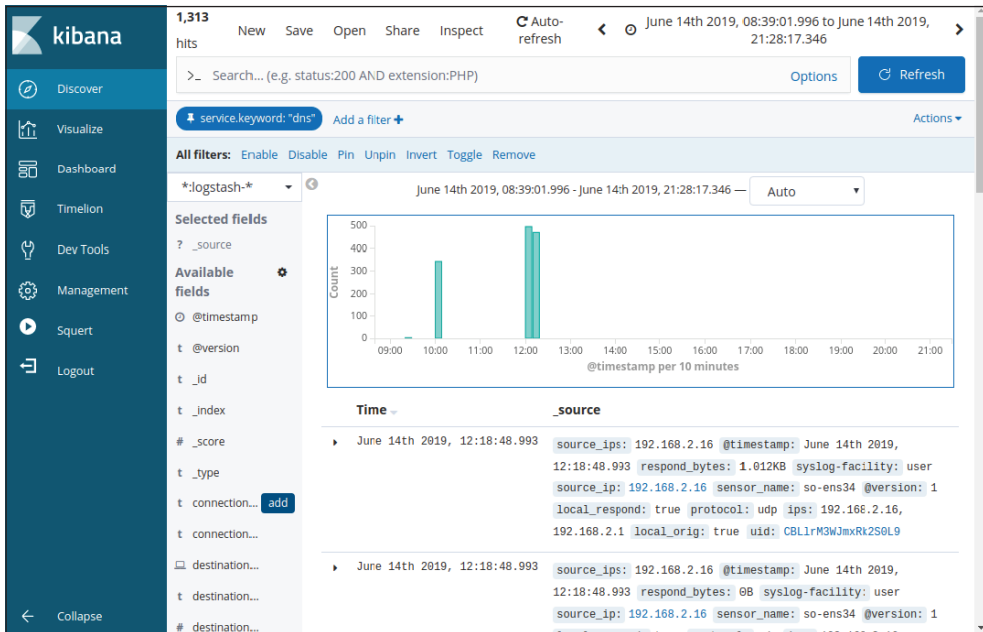 kibana
Discover
Visualize
Dashboard
Timelion
Dev Tools
Management
Squert
Logout
Collapse
1,313
hits
New Save Open Share Inspect
Auto-
refresh
June 14th 2019, 08:39:01.996 to June 14th 2019,
21:28:17.346
>_ Search... (e.g. status:200 AND extension:PHP)
Options
Refresh
service.keyword: "dns"
Add a filter +
Actions
All filters: Enable Disable Pin Unpin Invert Toggle Remove
*:logstash-*
Selected fields
? _source
Available
fields
@timestamp
t @version
t _id
t _index
# _score
t _type
t connection... add
t connection...
destination...
t destination...
# destination...
June 14th 2019, 08:39:01.996 - June 14th 2019, 21:28:17.346 —
Auto
Count
500
400
300
200
100
0
09:00 10:00 11:00 12:00 13:00 14:00 15:00 16:00 17:00 18:00 19:00 20:00 21:00
@timestamp per 10 minutes
Time _source
June 14th 2019, 12:18:48.993
source_ips: 192.168.2.16 @timestamp: June 14th 2019,
12:18:48.993 respond_bytes: 1.012KB syslog-facility: user
source_ip: 192.168.2.16 sensor_name: so-ens34 @version: 1
local_respond: true protocol: udp ips: 192.168.2.16,
192.168.2.1 local_orig: true uid: CBLlrM3WJmxRk2S0L9
June 14th 2019, 12:18:48.993
source_ips: 192.168.2.16 @timestamp: June 14th 2019,
12:18:48.993 respond_bytes: 0B syslog-facility: user
source_ip: 192.168.2.16 sensor_name: so-ens34 @version: 1